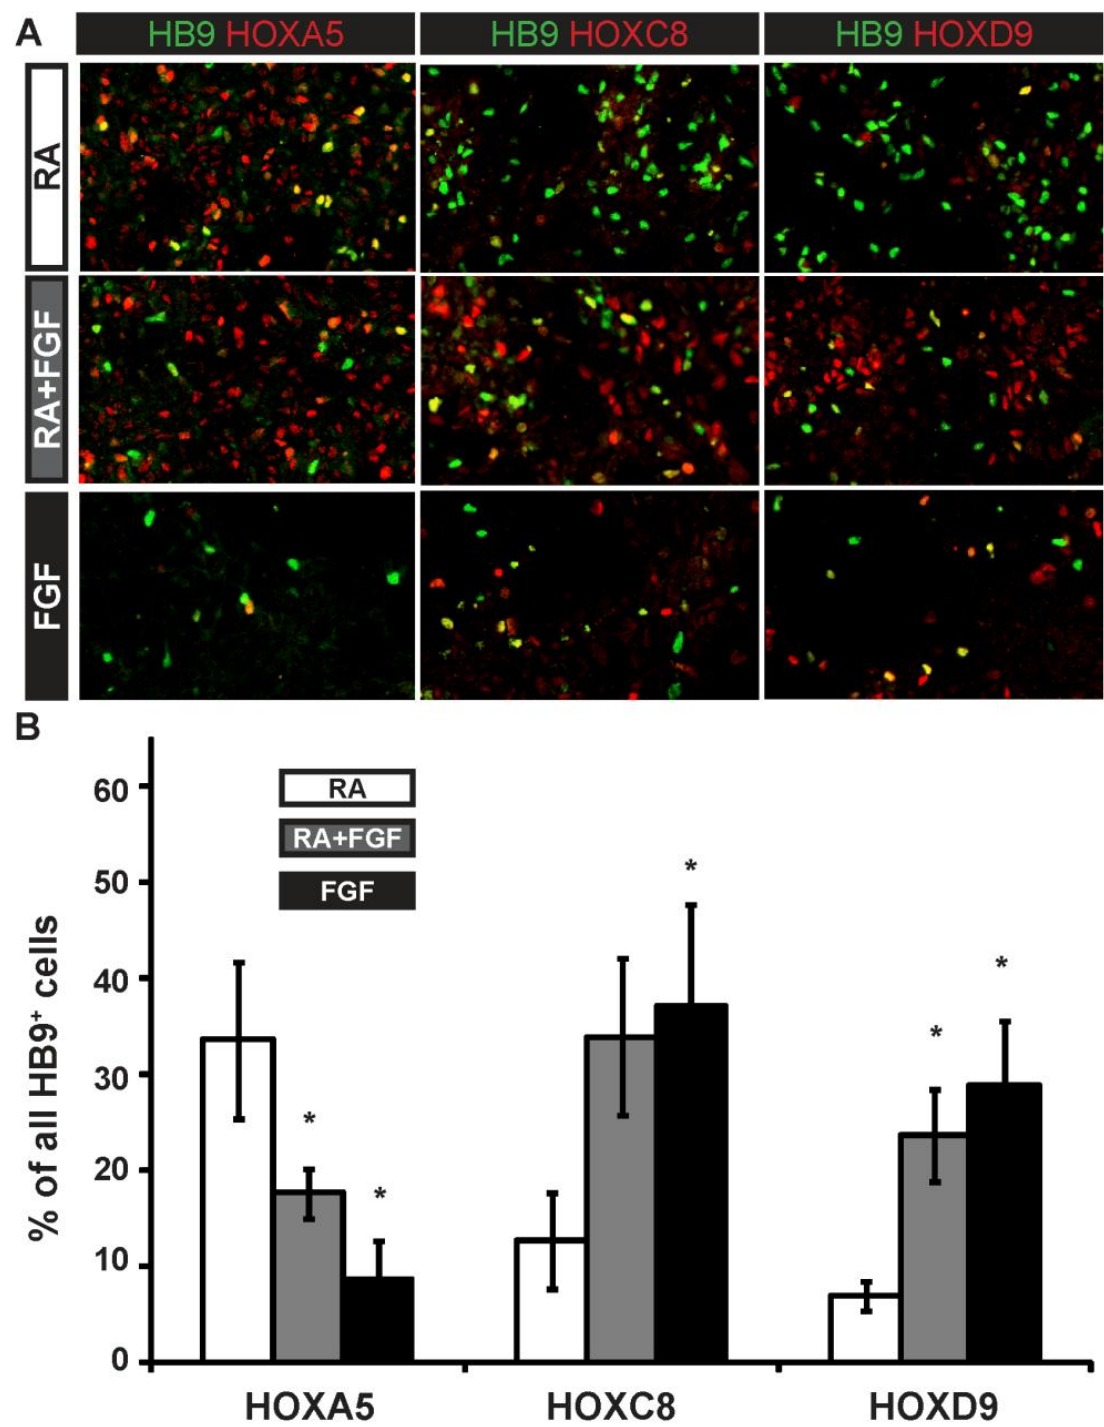 A
HB9 HOXA5
HB9 HOXC8
HB9 HOXD9
RA
RA+FGF
FGF
B
% of all HB9⁺ cells
60
50
40
30
20
10
0
RA
RA+FGF
FGF
*
*
*
*
*
HOXA5
HOXC8
HOXD9